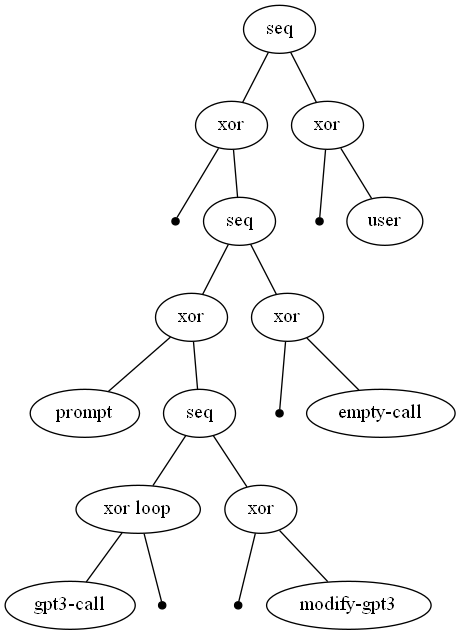 seq
xor
xor
seq
user
xor
xor
prompt
seq
empty-call
xor loop
xor
gpt3-call
modify-gpt3